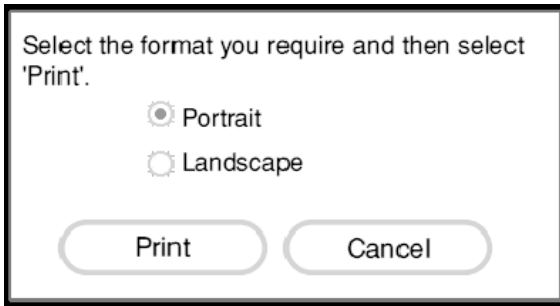 Select the format you require and then select
'Print'.
Portrait
Landscape
Print
Cancel